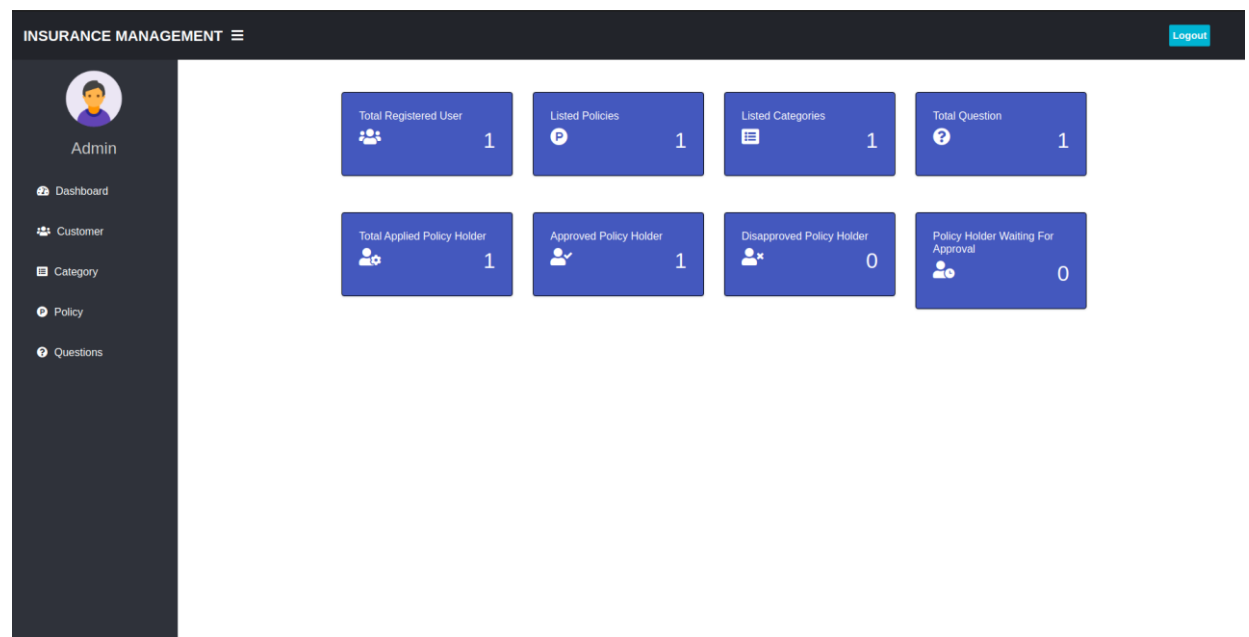 INSURANCE MANAGEMENT
Logout
Admin
Dashboard
Customer
Category
Policy
Questions
Total Registered User
1
Listed Policies
P
1
Listed Categories
1
Total Question
?
1
Total Applied Policy Holder
1
Approved Policy Holder
1
Disapproved Policy Holder
0
Policy Holder Waiting For
Approval
0